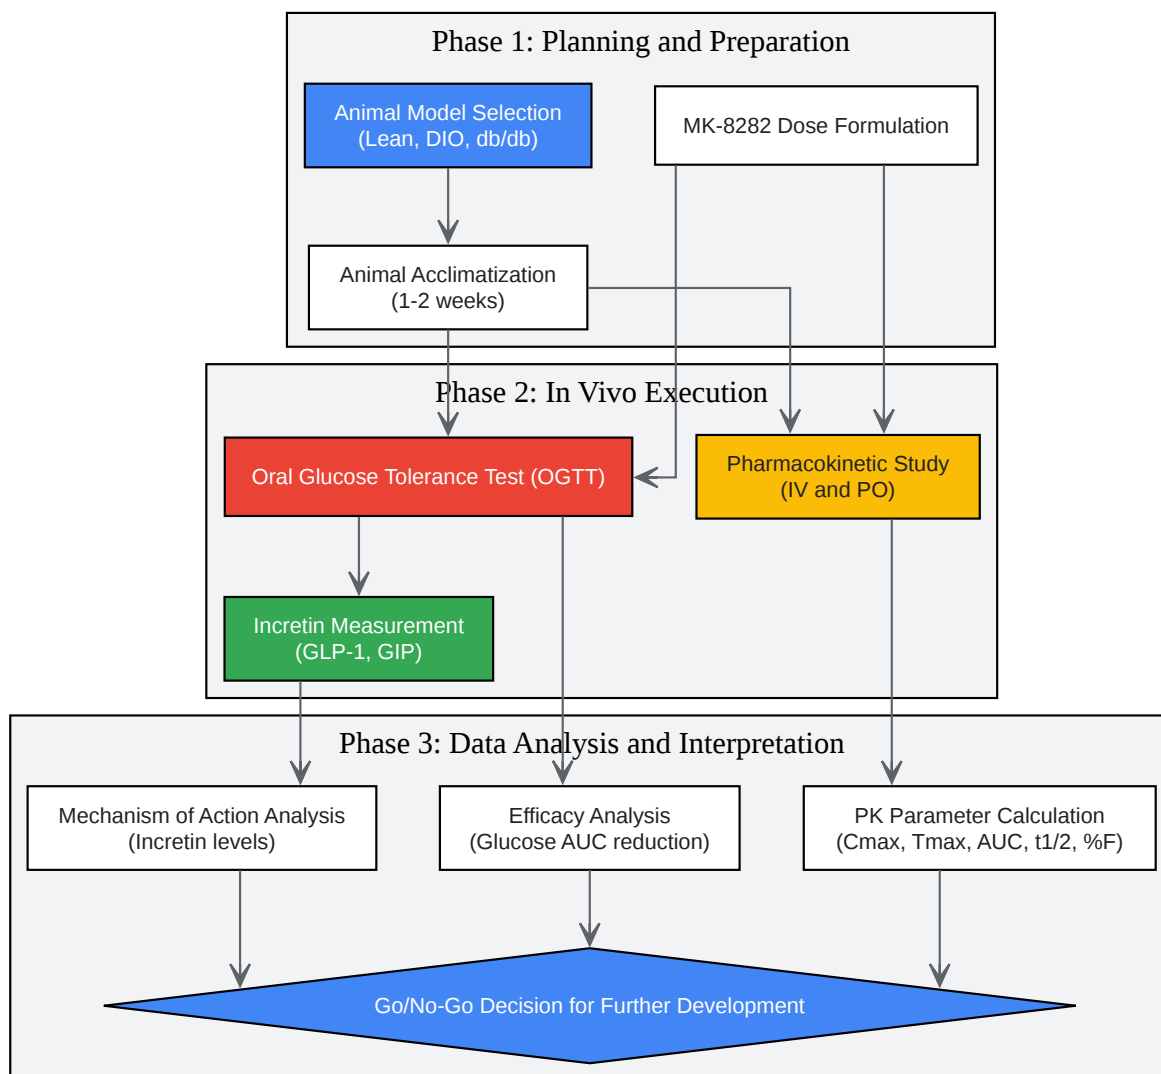 Phase 1: Planning and Preparation
Animal Model Selection
(Lean, DIO, db/db)
MK-8282 Dose Formulation
Animal Acclimatization
(1-2 weeks)
Phase 2: In Vivo Execution
Oral Glucose Tolerance Test (OGTT)
Pharmacokinetic Study
(IV and PO)
Incretin Measurement
(GLP-1, GIP)
Phase 3: Data Analysis and Interpretation
Mechanism of Action Analysis
(Incretin levels)
Efficacy Analysis
(Glucose AUC reduction)
PK Parameter Calculation
(Cmax, Tmax, AUC, t1/2, %F)
Go/No-Go Decision for Further Development